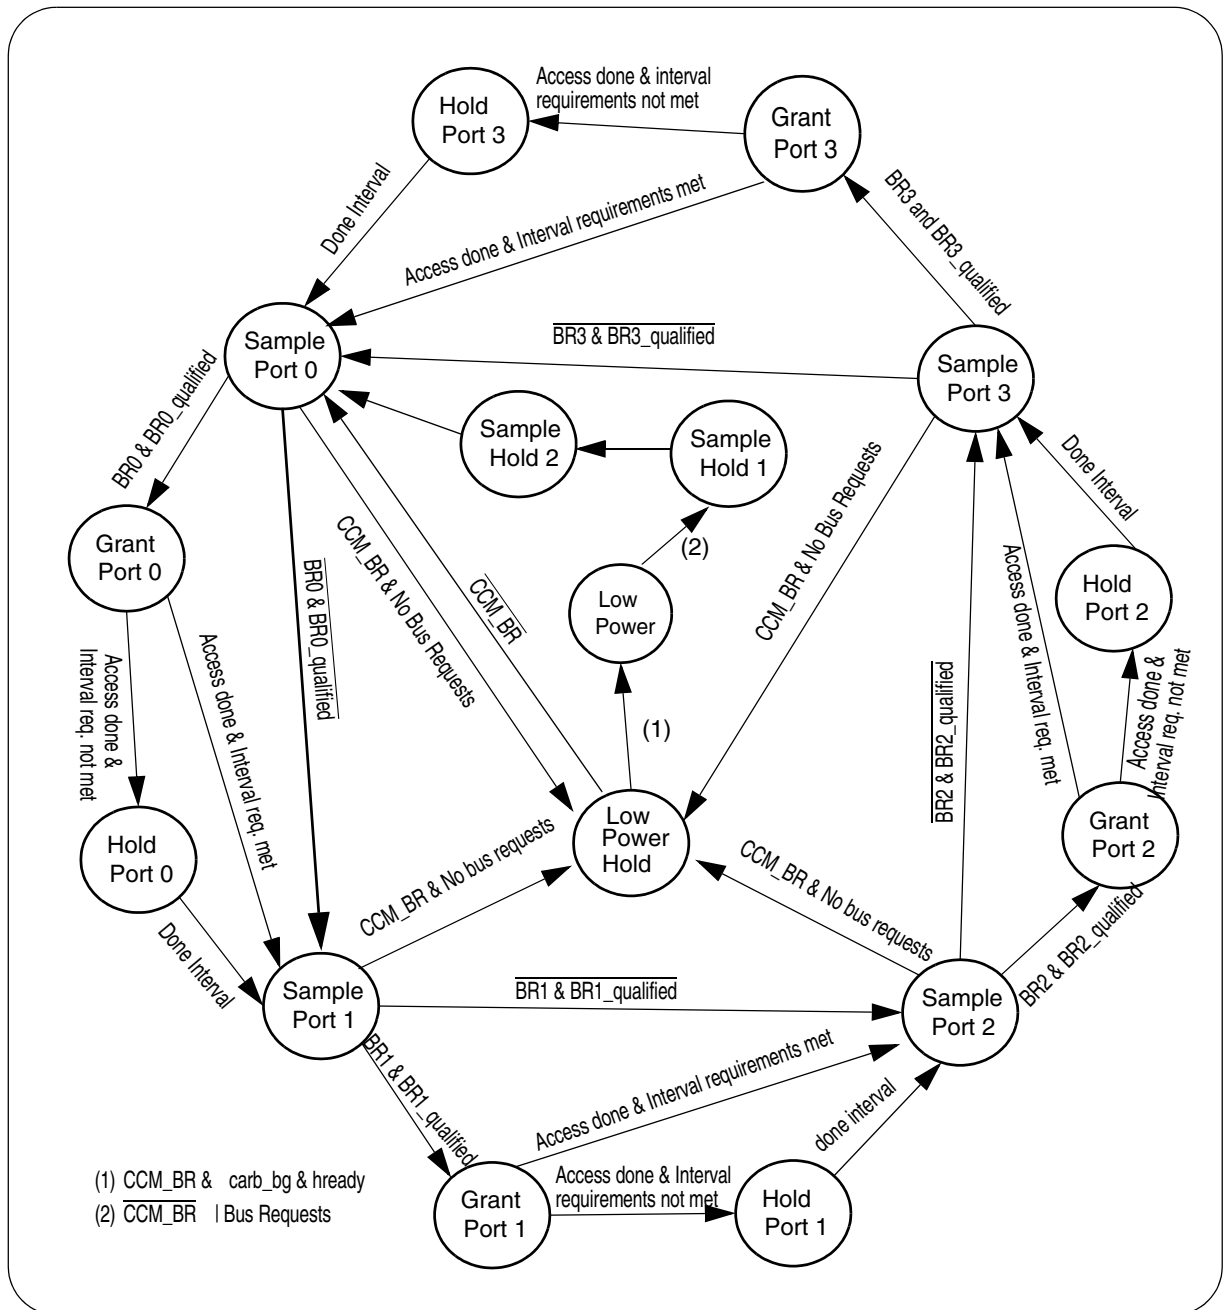 Access done & interval
requirements not met
Hold
Port 3
Grant
Port 3
Done Interval
Access done & Interval requirements met
BR3 and BR3_qualified
Sample
Port 0
BR3 & BR3_qualified
Sample
Port 3
BR0 & BR0_qualified
Sample
Hold 2
Sample
Hold 1
Done Interval
CCM_BR & No Bus Requests
CCM_BR & No Bus Requests
(2)
Grant
Port 0
BR0 & BR0_qualified
CCM_BR
Low
Power
Access done & Interval req. met
Hold
Port 2
Access done &
Interval req. not met
Access done & Interval req. met
(1)
BR2 & BR2_qualified
Access done &
Interval req. not met
Low
Power
Hold
Grant
Port 2
Hold
Port 0
CCM_BR & No bus requests
CCM_BR & No bus requests
BR2 & BR2_qualified
Done Interval
Sample
Port 1
BR1 & BR1_qualified
Sample
Port 2
BR1 & BR1_qualified
Access done & Interval requirements met
done interval
Access done & Interval
requirements not met
Grant
Port 1
Hold
Port 1
(1) CCM_BR & carb_bg & hready
(2) CCM_BR | Bus Requests